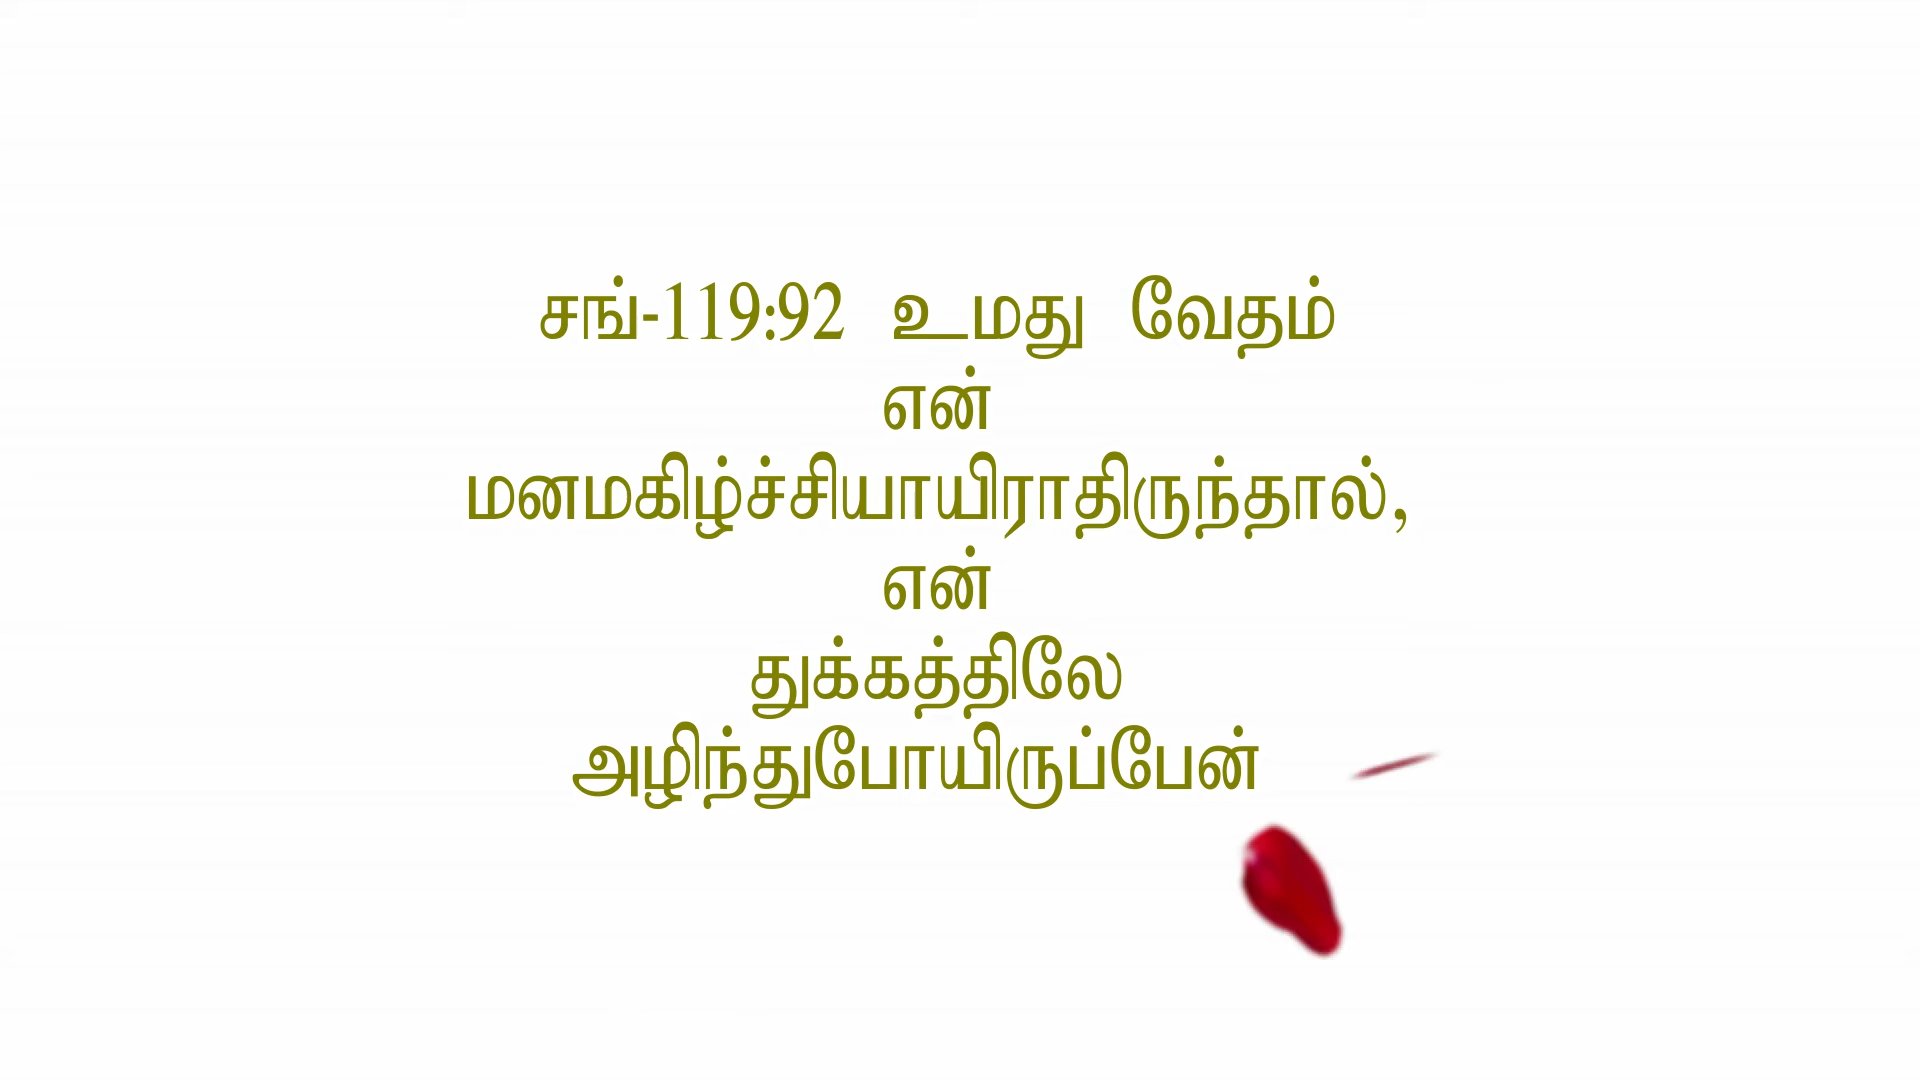 சங்-119:92 உமது வேதம்
என்
மனமகிழ்ச்சியாயிராதிருந்தால்,
என்
துக்கத்திலே
அழிந்துபோயிருப்பேன்